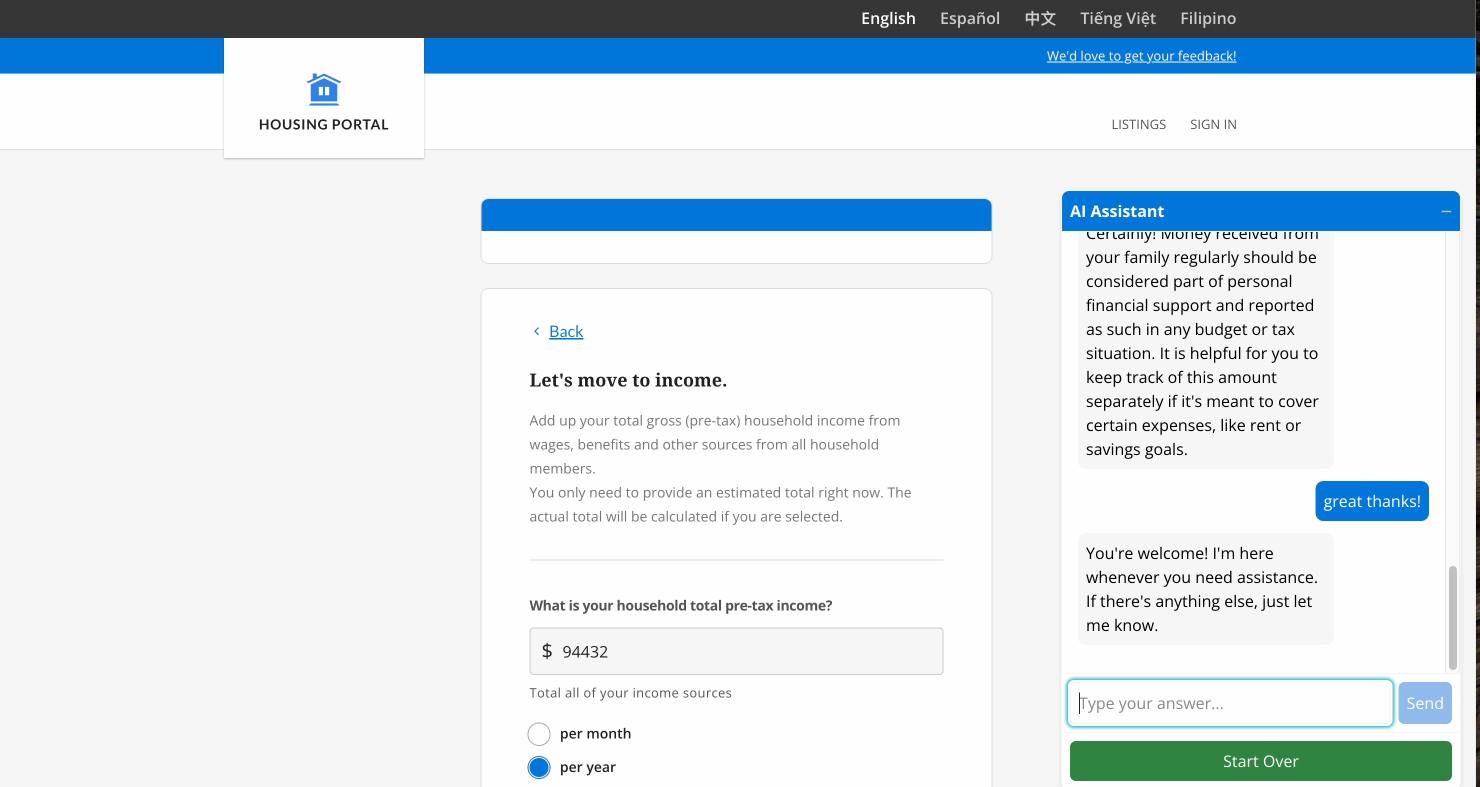 English Español 中文 Tiếng Việt Filipino
We'd love to get your feedback!
HOUSING PORTAL
LISTINGS SIGN IN
Back
Let's move to income.
Add up your total gross (pre-tax) household income from
wages, benefits and other sources from all household
members.
You only need to provide an estimated total right now. The
actual total will be calculated if you are selected.
What is your household total pre-tax income?
$ 94432
Total all of your income sources
per month
per year
AI Assistant
Certainly! Money received from
your family regularly should be
considered part of personal
financial support and reported
as such in any budget or tax
situation. It is helpful for you to
keep track of this amount
separately if it's meant to cover
certain expenses, like rent or
savings goals.
great thanks!
You're welcome! I'm here
whenever you need assistance.
If there's anything else, just let
me know.
Type your answer...
Send
Start Over